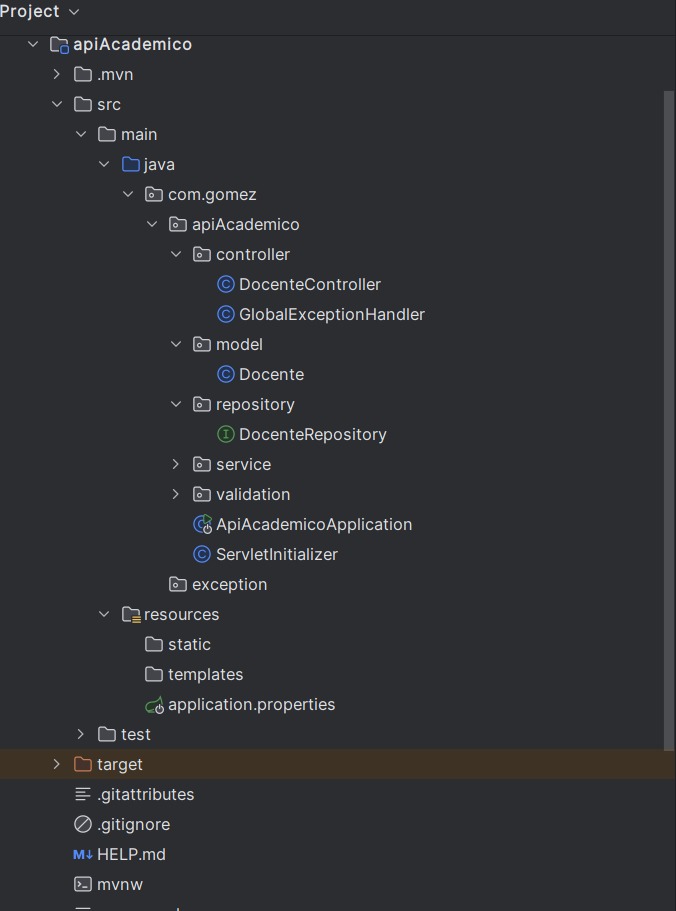 Project
apiAcademico
.mvn
src
main
java
com.gomez
apiAcademico
controller
DocenteController
GlobalExceptionHandler
model
Docente
repository
DocenteRepository
service
validation
ApiAcademicoApplication
ServletInitializer
exception
resources
static
templates
application.properties
test
target
.gitattributes
.gitignore
M↓ HELP.md
mvnw